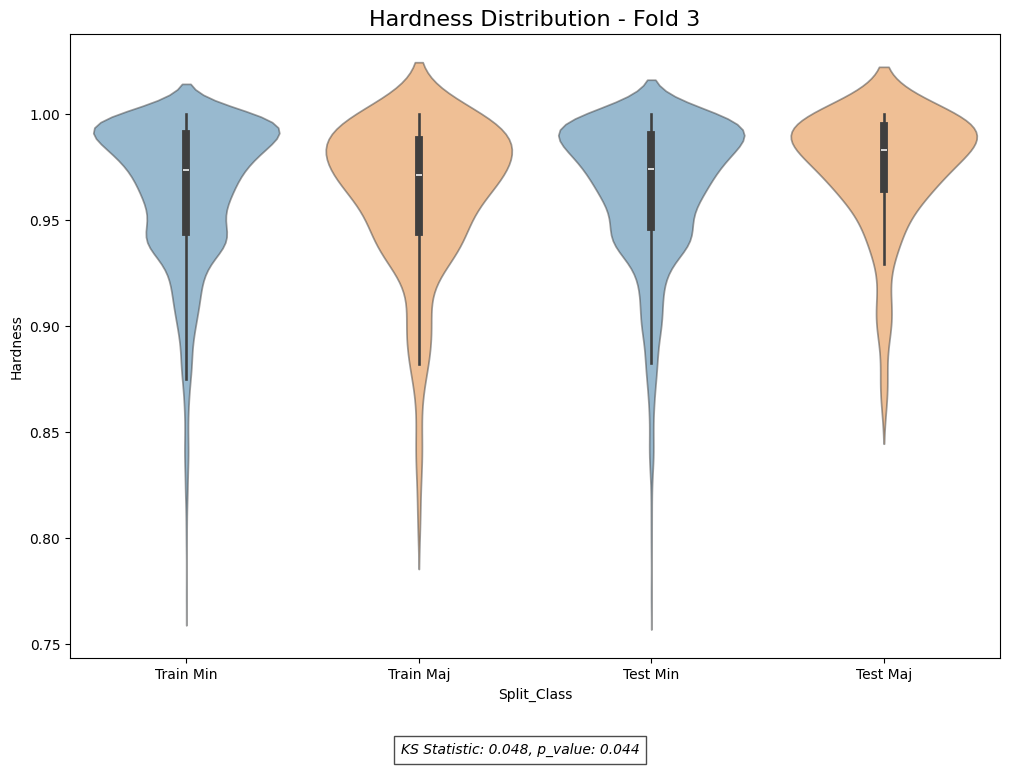 Hardness Distribution - Fold 3
Hardness
1.00
0.95
0.90
0.85
0.80
0.75
Train Min
Train Maj
Test Min
Test Maj
Split_Class
KS Statistic: 0.048, p_value: 0.044